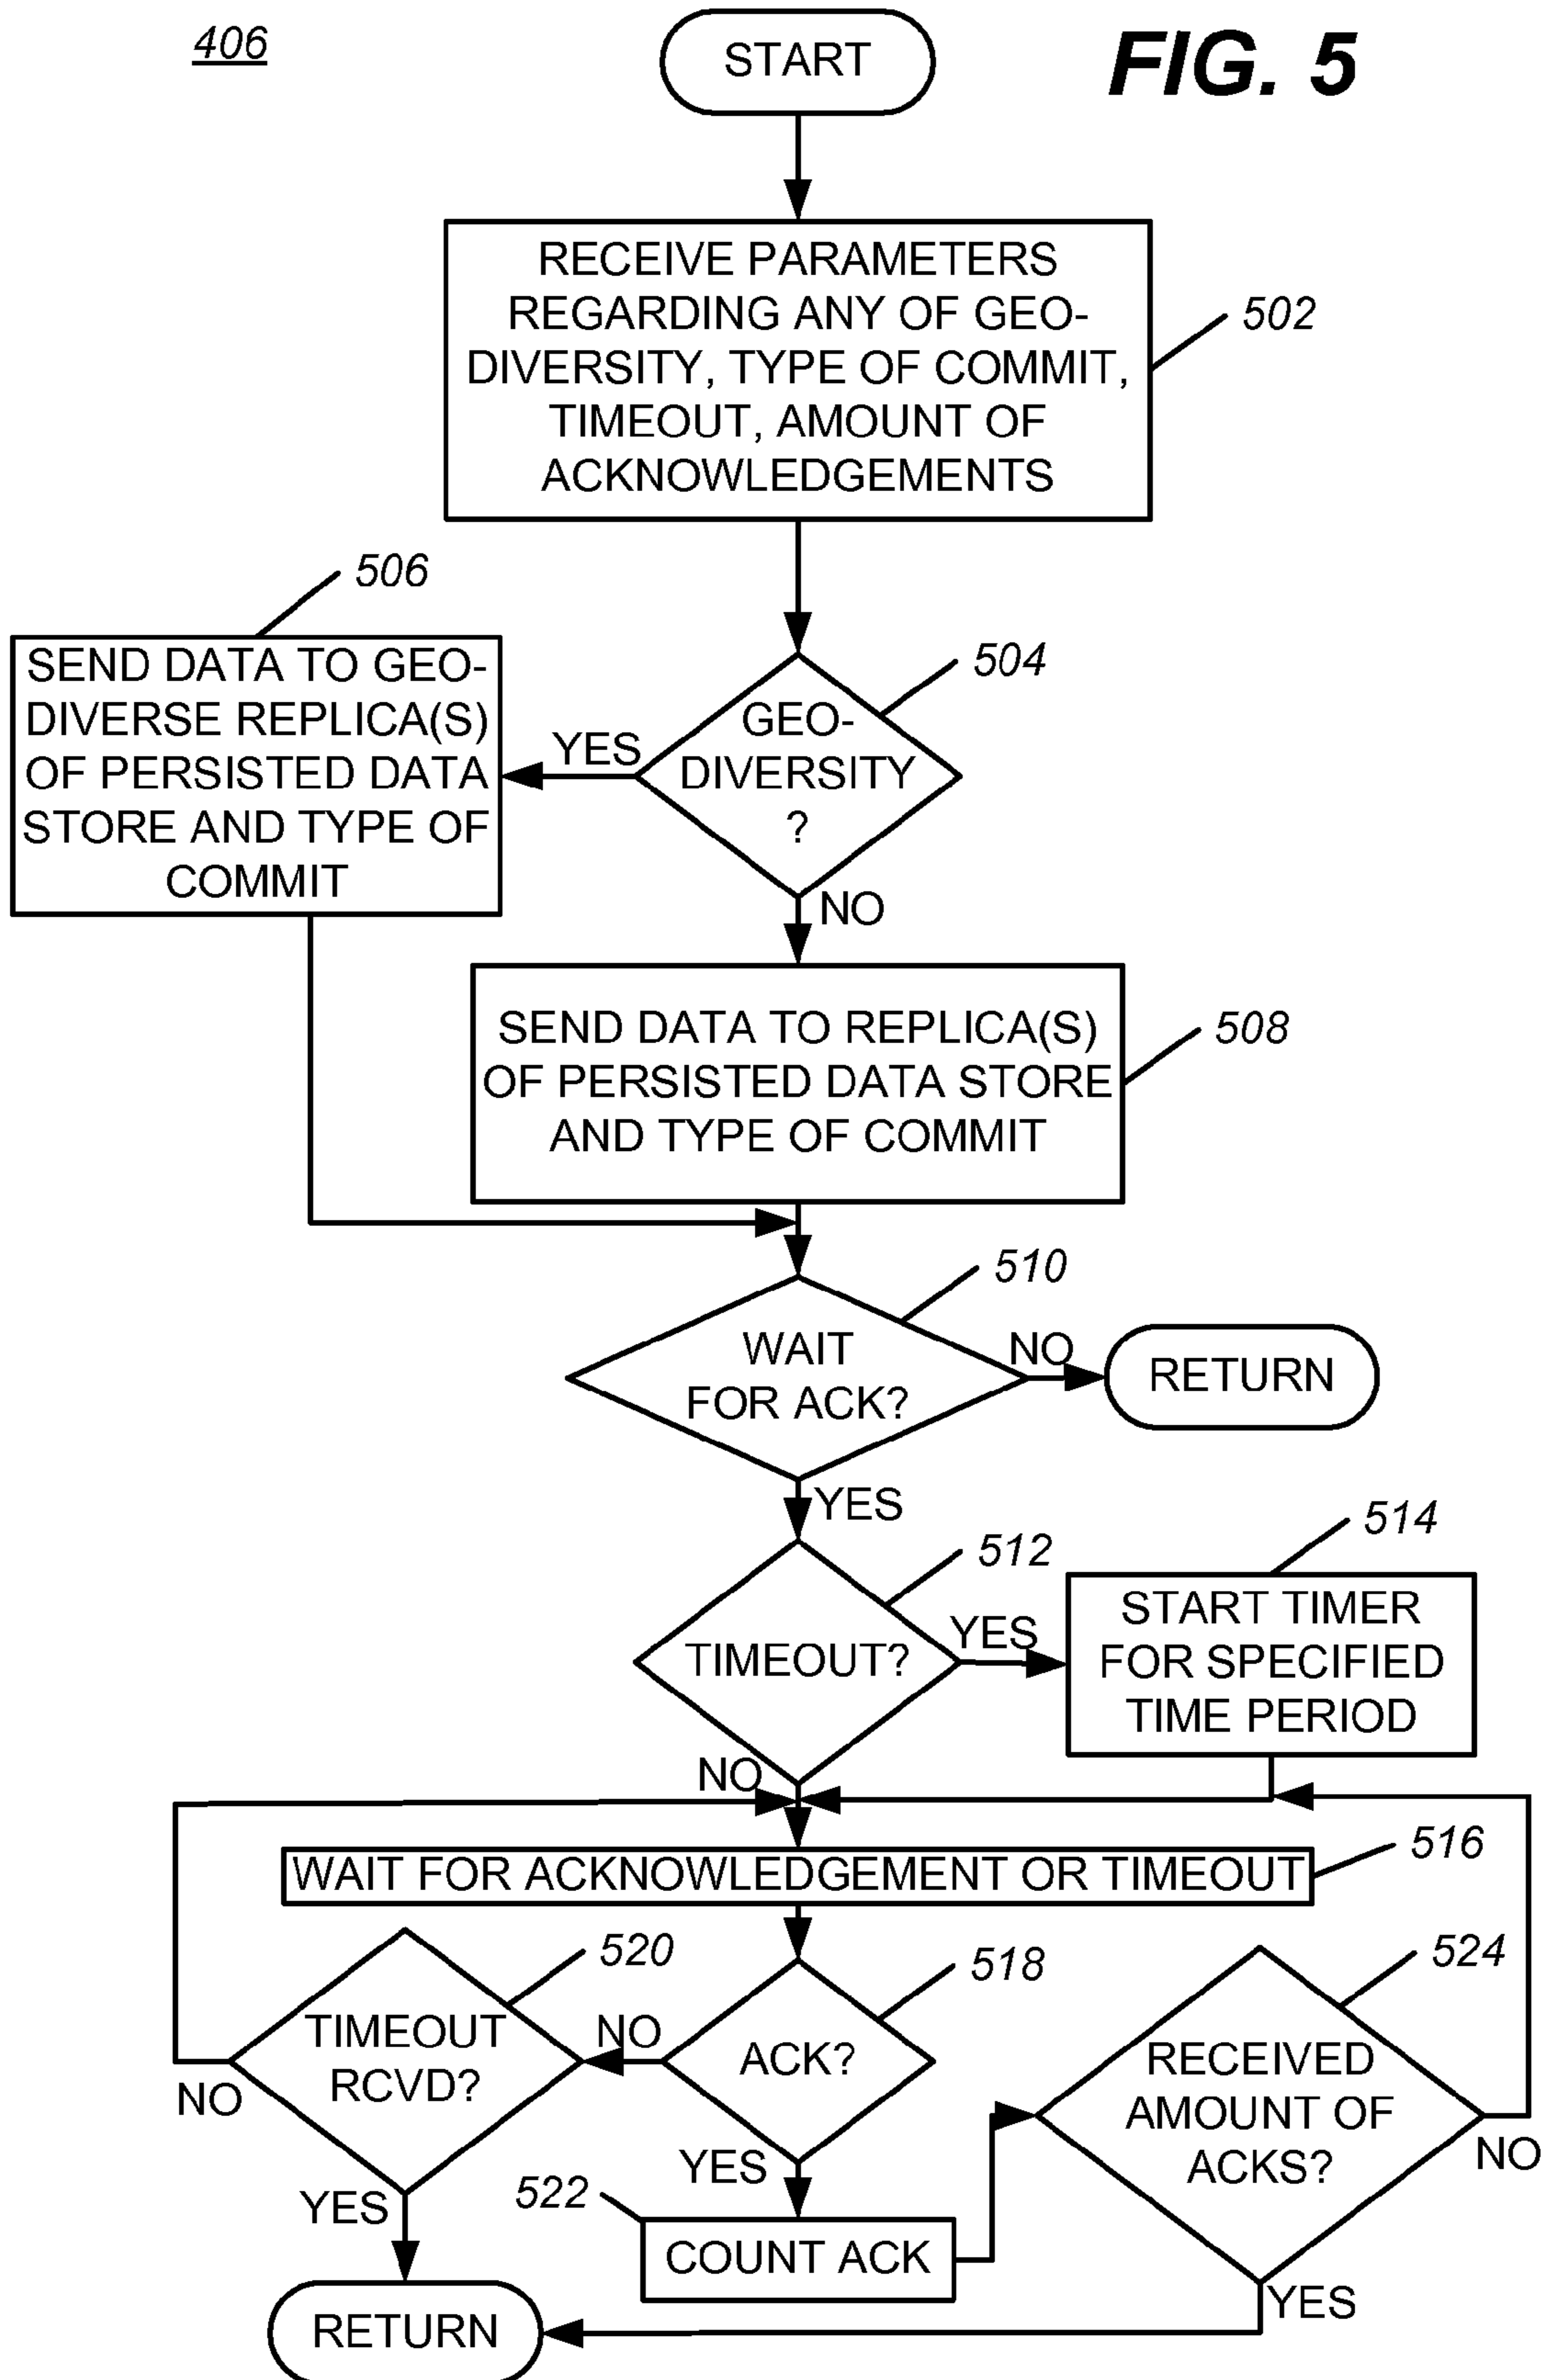 406
START
FIG. 5
RECEIVE PARAMETERS
REGARDING ANY OF GEO-
DIVERSITY, TYPE OF COMMIT,
TIMEOUT, AMOUNT OF
ACKNOWLEDGEMENTS
502
506
SEND DATA TO GEO-
DIVERSE REPLICA(S)
OF PERSISTED DATA
STORE AND TYPE OF
COMMIT
504
GEO-
DIVERSITY
?
YES
NO
SEND DATA TO REPLICA(S)
OF PERSISTED DATA STORE
AND TYPE OF COMMIT
508
510
WAIT
FOR ACK?
NO
RETURN
YES
512
TIMEOUT?
YES
514
START TIMER
FOR SPECIFIED
TIME PERIOD
NO
WAIT FOR ACKNOWLEDGEMENT OR TIMEOUT
516
520
TIMEOUT
RCVD?
NO
NO
518
ACK?
524
RECEIVED
AMOUNT OF
ACKS?
NO
YES
522
COUNT ACK
YES
YES
RETURN